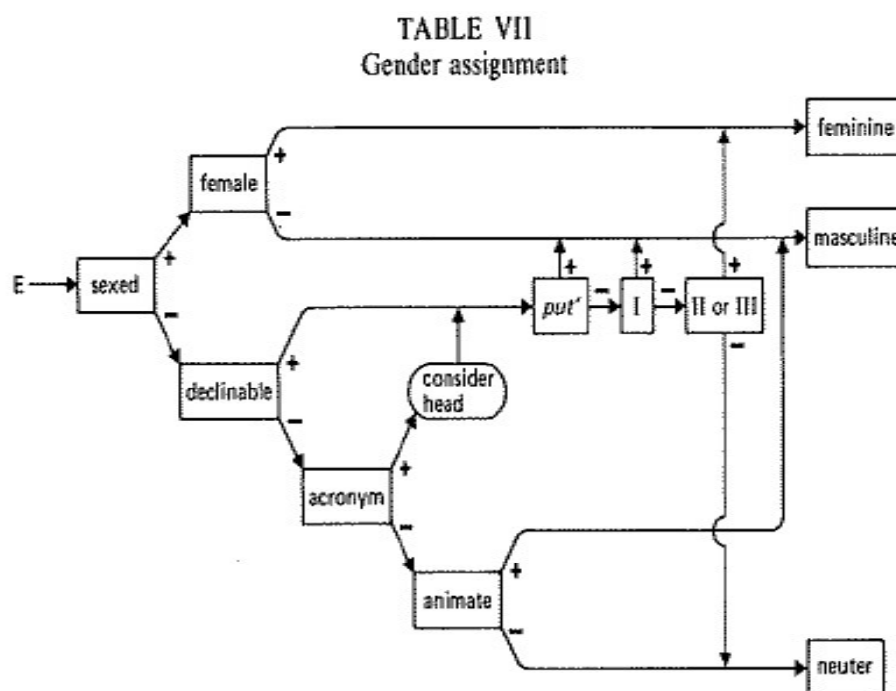 TABLE VII
Gender assignment
feminine
+
female
+
−
masculine
E
sexed
+
−
+
+
+
put'
−
I
−
II or III
−
declinable
+
−
consider
head
acronym
+
−
animate
+
−
neuter